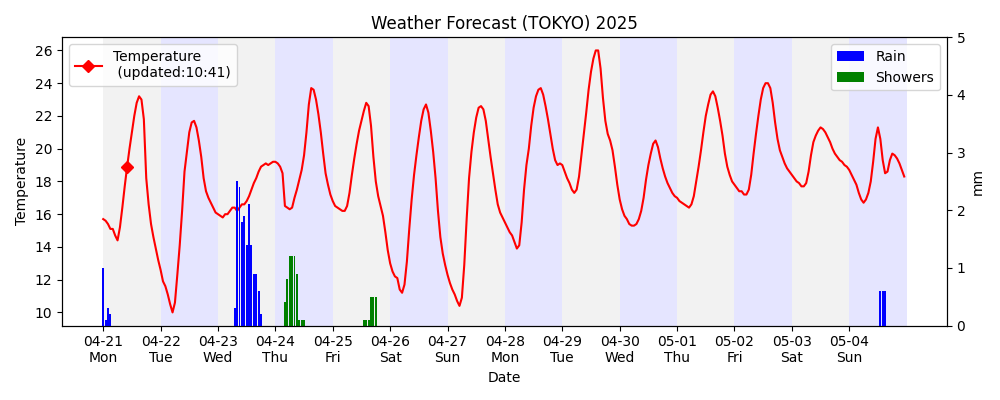 Weather Forecast (TOKYO) 2025
Temperature
(updated:10:41)
Rain
Showers
Temperature
26
24
22
20
18
16
14
12
10
5
4
3
2
1
0
mm
04-21 04-22 04-23 04-24 04-25 04-26 04-27 04-28 04-29 04-30 05-01 05-02 05-03 05-04
Mon Tue Wed Thu Fri Sat Sun Mon Tue Wed Thu Fri Sat Sun
Date